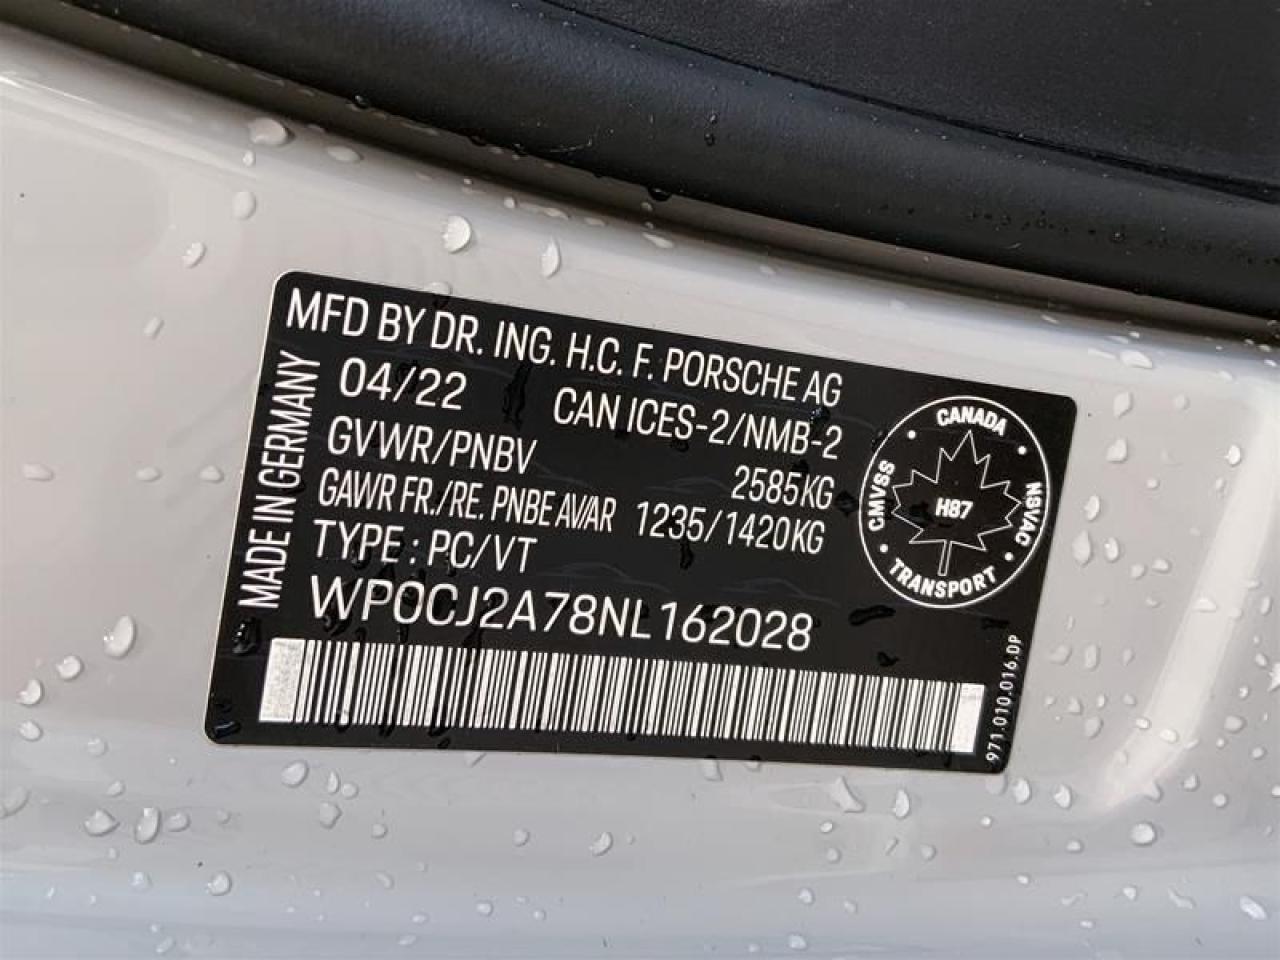 MFD BY DR. ING. H.C. F. PORSCHE AG
04/22 CAN ICES-2/NMB-2
GVWR/PNBV 2585KG
GAWR FR./RE. PNBE AV/AR 1235/1420KG
TYPE : PC/VT
WP0CJ2A78NL162028
MADE IN GERMANY
CANADA
CMVSS
H87
NSVAC
TRANSPORT
971.010.016.DP